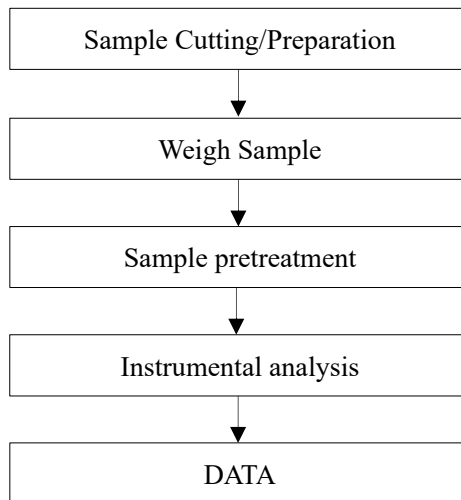 Sample Cutting/Preparation
Weigh Sample
Sample pretreatment
Instrumental analysis
DATA